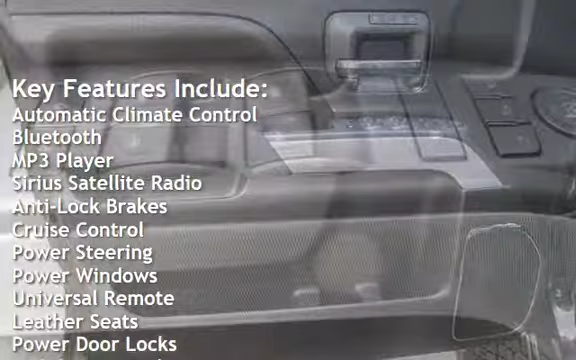 Key Features Include:
Automatic Climate Control
Bluetooth
MP3 Player
Sirius Satellite Radio
Anti-Lock Brakes
Cruise Control
Power Steering
Power Windows
Universal Remote
Leather Seats
Power Door Locks